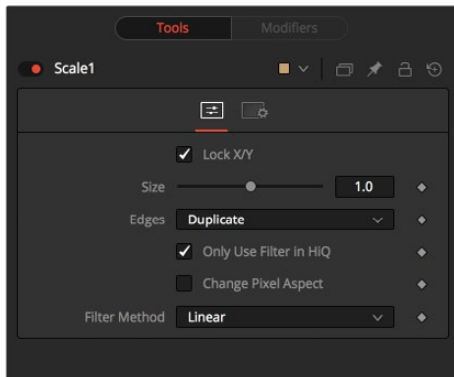 Tools Modifiers
Scale1
Lock X/Y
Size 1.0
Edges Duplicate
Only Use Filter in HiQ
Change Pixel Aspect
Filter Method Linear